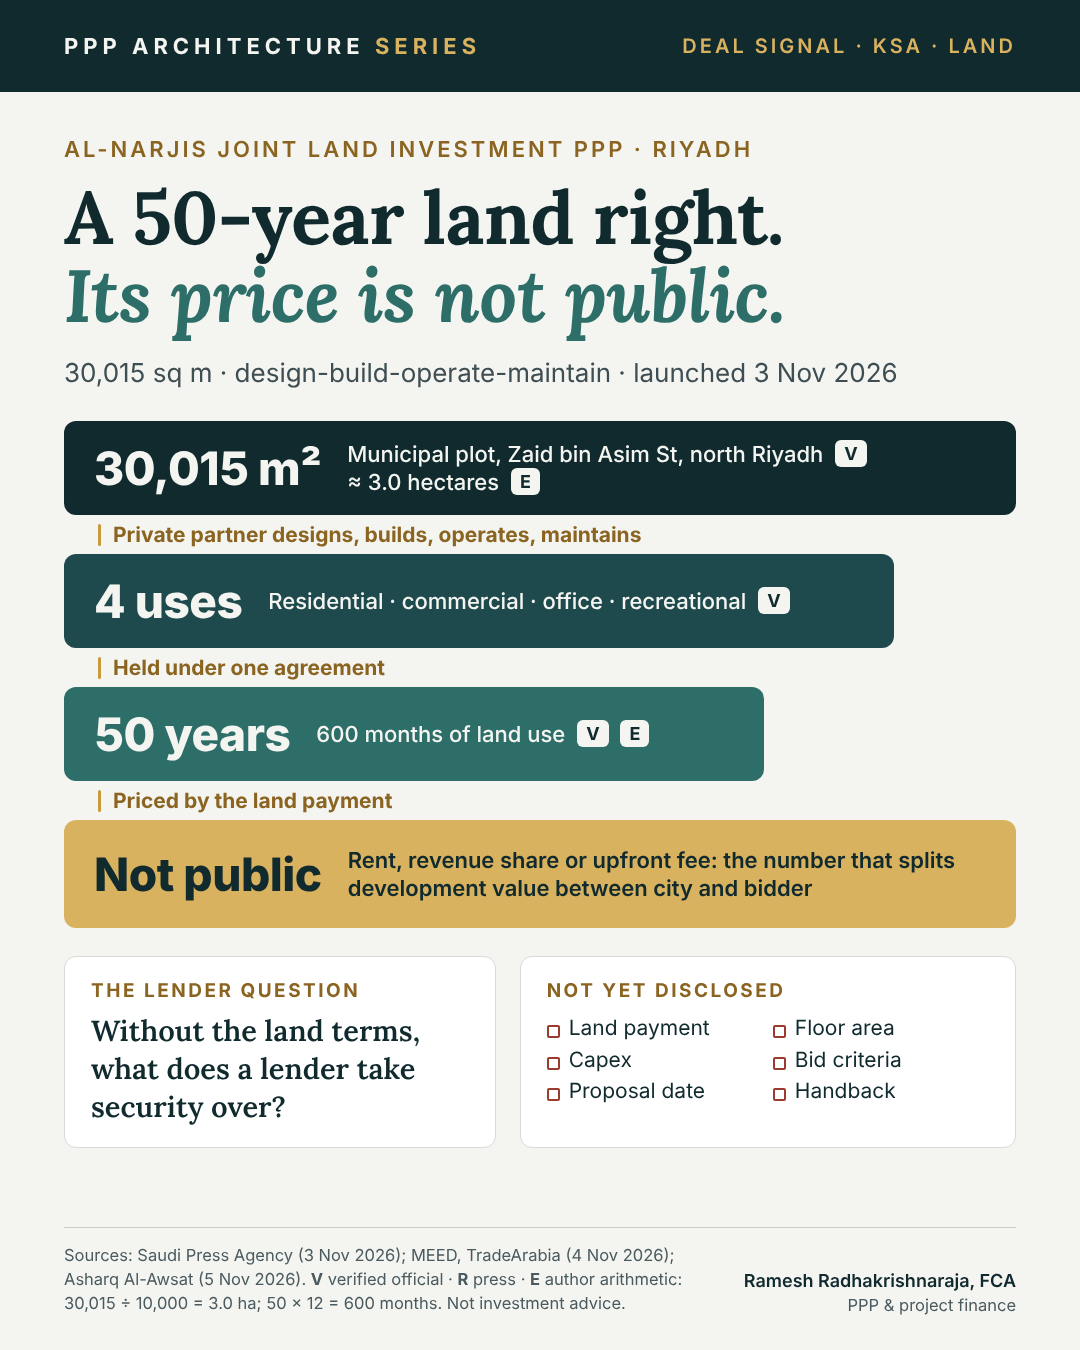 PPP ARCHITECTURE SERIES
DEAL SIGNAL · KSA · LAND
AL-NARJIS JOINT LAND INVESTMENT PPP · RIYADH
A 50-year land right.
Its price is not public.
30,015 sq m · design-build-operate-maintain · launched 3 Nov 2026
30,015 m²
Municipal plot, Zaid bin Asim St, north Riyadh V
≈ 3.0 hectares E
Private partner designs, builds, operates, maintains
4 uses
Residential · commercial · office · recreational V
Held under one agreement
50 years
600 months of land use V E
Priced by the land payment
Not public
Rent, revenue share or upfront fee: the number that splits
development value between city and bidder
THE LENDER QUESTION
Without the land terms,
what does a lender take
security over?
NOT YET DISCLOSED
Land payment
Floor area
Capex
Bid criteria
Proposal date
Handback
Sources: Saudi Press Agency (3 Nov 2026); MEED, TradeArabia (4 Nov 2026);
Asharq Al-Awsat (5 Nov 2026). V verified official · R press · E author arithmetic:
30,015 ÷ 10,000 = 3.0 ha; 50 × 12 = 600 months. Not investment advice.
Ramesh Radhakrishnaraja, FCA
PPP & project finance